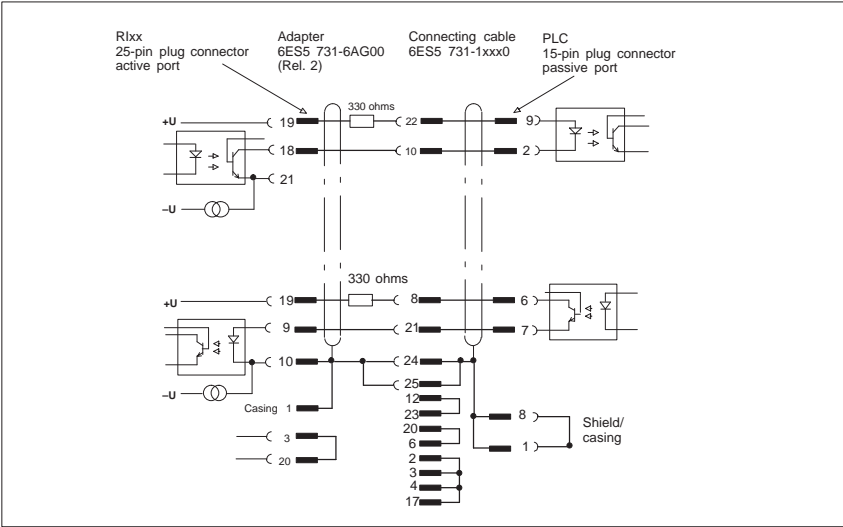 RIxx
25-pin plug connector
active port
Adapter
6ES5 731-6AG00
(Rel. 2)
Connecting cable
6ES5 731-1xxx0
PLC
15-pin plug connector
passive port
330 ohms
+U
19
22
9
18
10
2
21
–U
330 ohms
+U
19
8
6
9
21
7
10
24
–U
25
Casing 1
12
23
3
20
20
6
2
3
4
17
8
1
Shield/
casing